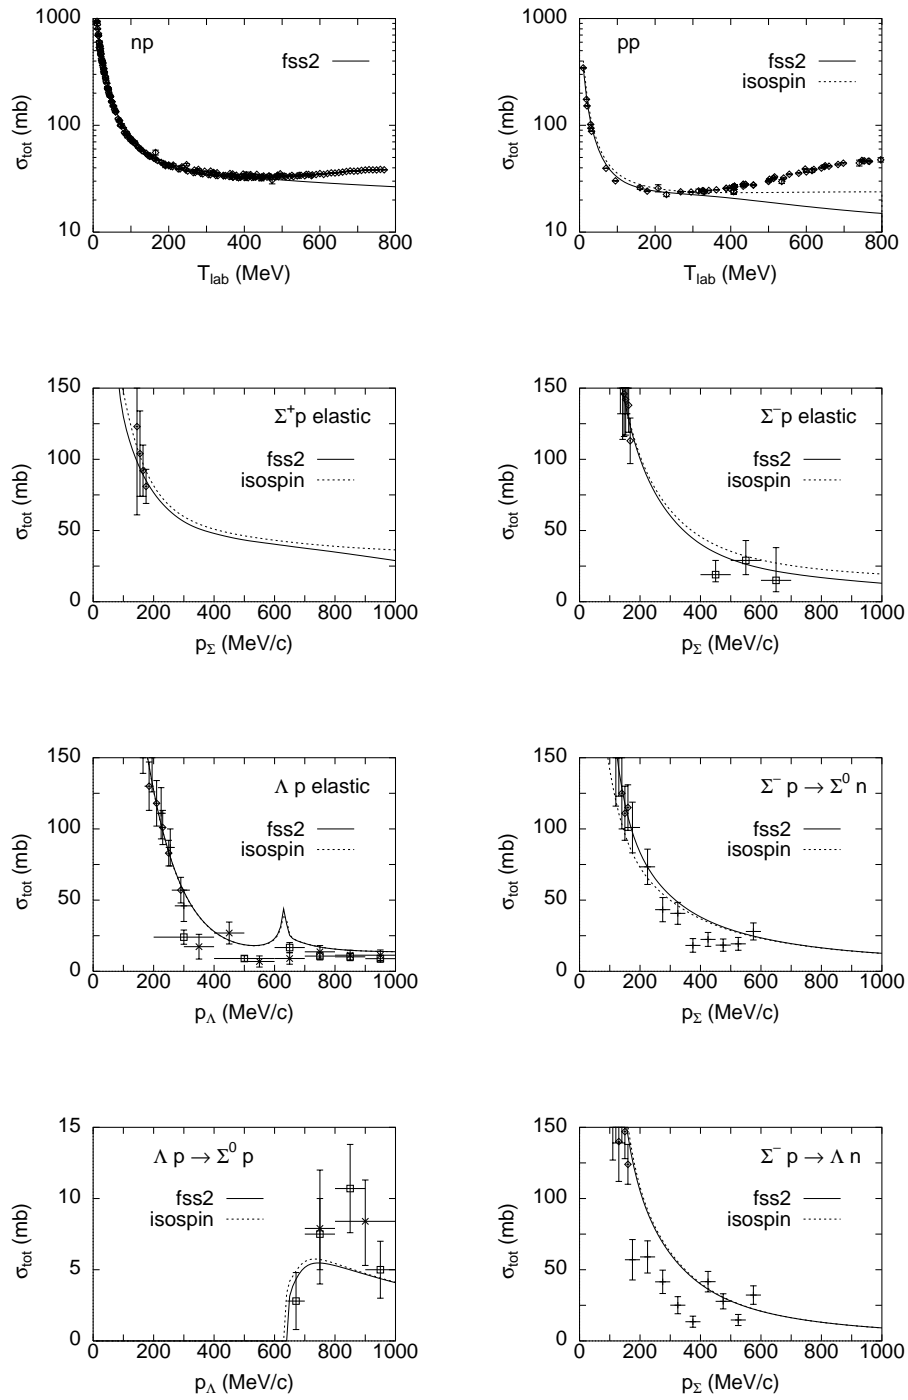 1000
100
10
σtot (mb)
np
fss2
0 200 400 600 800
Tlab (MeV)
1000
100
10
σtot (mb)
pp
fss2
isospin
0 200 400 600 800
Tlab (MeV)
150
100
50
0
σtot (mb)
Σ+p elastic
fss2
isospin
0 200 400 600 800 1000
pΣ (MeV/c)
150
100
50
0
σtot (mb)
Σ−p elastic
fss2
isospin
0 200 400 600 800 1000
pΣ (MeV/c)
150
100
50
0
σtot (mb)
Λ p elastic
fss2
isospin
0 200 400 600 800 1000
pΛ (MeV/c)
150
100
50
0
σtot (mb)
Σ− p → Σ0 n
fss2
isospin
0 200 400 600 800 1000
pΣ (MeV/c)
15
10
5
0
σtot (mb)
Λ p → Σ0 p
fss2
isospin
0 200 400 600 800 1000
pΛ (MeV/c)
150
100
50
0
σtot (mb)
Σ− p → Λ n
fss2
isospin
0 200 400 600 800 1000
pΣ (MeV/c)